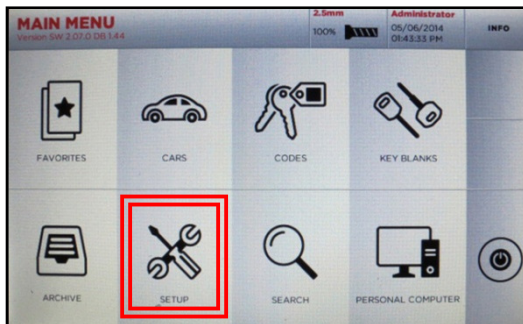 MAIN MENU
Version SW 2.07.0 DB 1.44
2.5mm
100%
Administrator
05/06/2014
01:43:33 PM
INFO
FAVORITES
CARS
CODES
KEY BLANKS
ARCHIVE
SETUP
SEARCH
PERSONAL COMPUTER